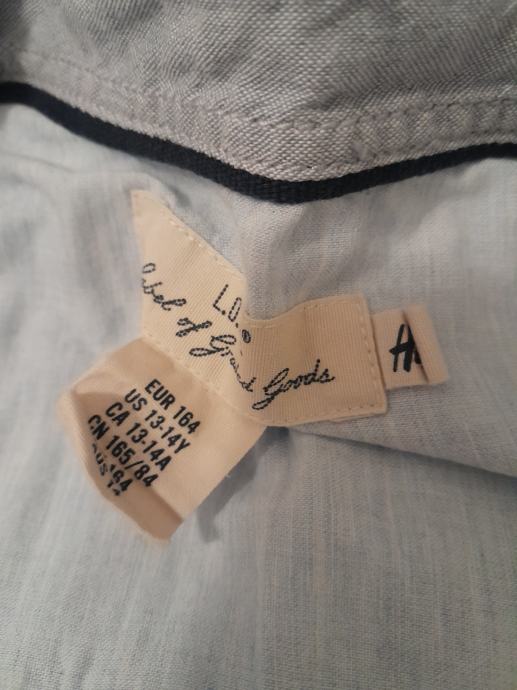 L.O.
Label of Graded Goods
H
EUR 164
US 13-14Y
CA 13-14A
CN 165/84